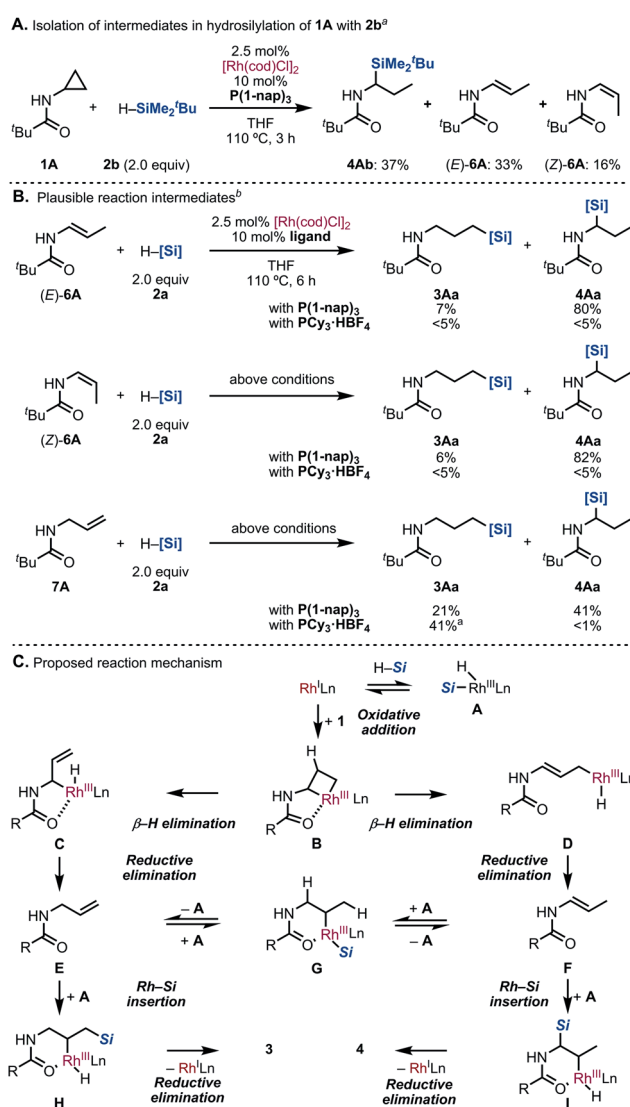 A. Isolation of intermediates in hydrosilylation of 1A with 2bᵃ
2.5 mol%
[Rh(cod)Cl]₂
10 mol%
P(1-nap)₃
THF
110 ºC, 3 h
HN
ᵗBu
O
+
H–SiMe₂ᵗBu
SiMe₂ᵗBu
HN
ᵗBu
O
+
HN
ᵗBu
O
+
HN
ᵗBu
O
1A
2b (2.0 equiv)
4Ab: 37%
(E)-6A: 33%
(Z)-6A: 16%
B. Plausible reaction intermediatesᵇ
HN
ᵗBu
O
(E)-6A
+
H–[Si]
2.0 equiv
2a
2.5 mol% [Rh(cod)Cl]₂
10 mol% ligand
THF
110 ºC, 6 h
HN
[Si]
ᵗBu
O
3Aa
+
[Si]
HN
ᵗBu
O
4Aa
with P(1-nap)₃ 7% 80%
with PCy₃·HBF₄ <5% <5%
HN
ᵗBu
O
(Z)-6A
+
H–[Si]
2.0 equiv
2a
above conditions
HN
[Si]
ᵗBu
O
3Aa
+
[Si]
HN
ᵗBu
O
4Aa
with P(1-nap)₃ 6% 82%
with PCy₃·HBF₄ <5% <5%
HN
ᵗBu
O
7A
+
H–[Si]
2.0 equiv
2a
above conditions
HN
[Si]
ᵗBu
O
3Aa
+
[Si]
HN
ᵗBu
O
4Aa
with P(1-nap)₃ 21% 41%
with PCy₃·HBF₄ 41%ᵃ <1%
C. Proposed reaction mechanism
RhᴵLn
H–Si
Oxidative
addition
H
Si
RhᴵᴵᴵLn
A
+ 1
H
RhᴵᴵᴵLn
HN
R
O
C
β–H elimination
H
HN
Rhᴵᴵᴵ Ln
R
O
B
β–H elimination
HN
RhᴵᴵᴵLn
H
R
O
D
Reductive
elimination
Reductive
elimination
HN
R
O
E
– A
+ A
H
HN
H
RhᴵᴵᴵLn
Si
R
O
G
+ A
– A
HN
R
O
F
+ A
Rh–Si
insertion
Rh–Si
insertion
+ A
HN
Si
RhᴵᴵᴵLn
H
R
O
H
– RhᴵLn
Reductive
elimination
3
4
– RhᴵLn
Reductive
elimination
Si
HN
RhᴵᴵᴵLn
H
R
O
I